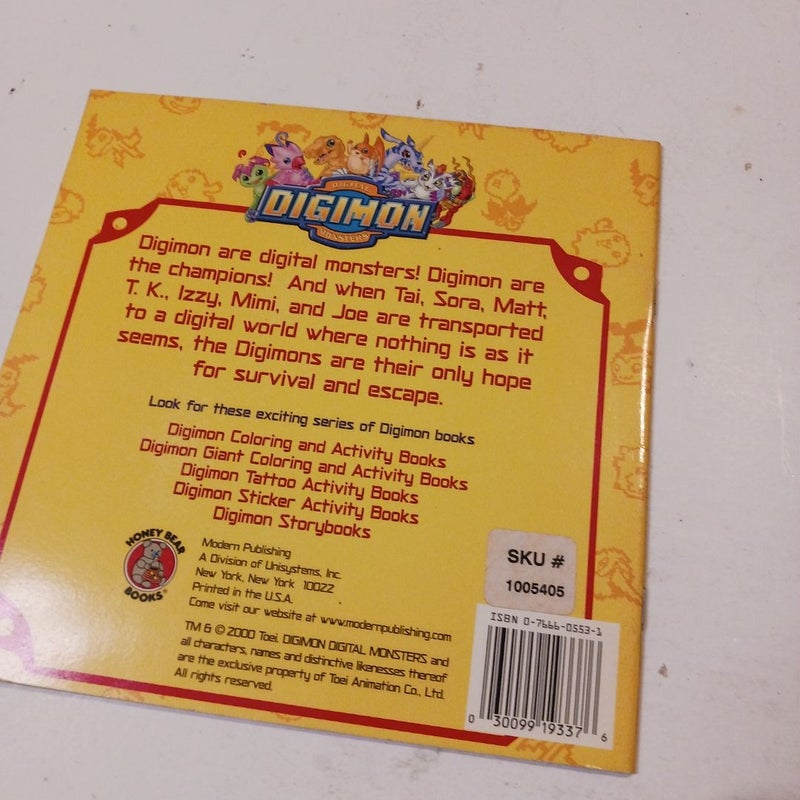 DIGITAL
DIGIMON
MONSTERS
Digimon are digital monsters! Digimon are
the champions! And when Tai, Sora, Matt,
T. K., Izzy, Mimi, and Joe are transported
to a digital world where nothing is as it
seems, the Digimons are their only hope
for survival and escape.
Look for these exciting series of Digimon books
Digimon Coloring and Activity Books
Digimon Giant Coloring and Activity Books
Digimon Tattoo Activity Books
Digimon Sticker Activity Books
Digimon Storybooks
HONEY BEAR
BOOKS®
Modern Publishing
A Division of Unisystems, Inc.
New York, New York 10022
Printed in the U.S.A.
Come visit our website at www.modernpublishing.com
TM & © 2000 Toei. DIGIMON DIGITAL MONSTERS and
all characters, names and distinctive likenesses thereof
are the exclusive property of Toei Animation Co., Ltd.
All rights reserved.
SKU #
1005405
ISBN 0-7666-0553-1
0 30099 19337 6